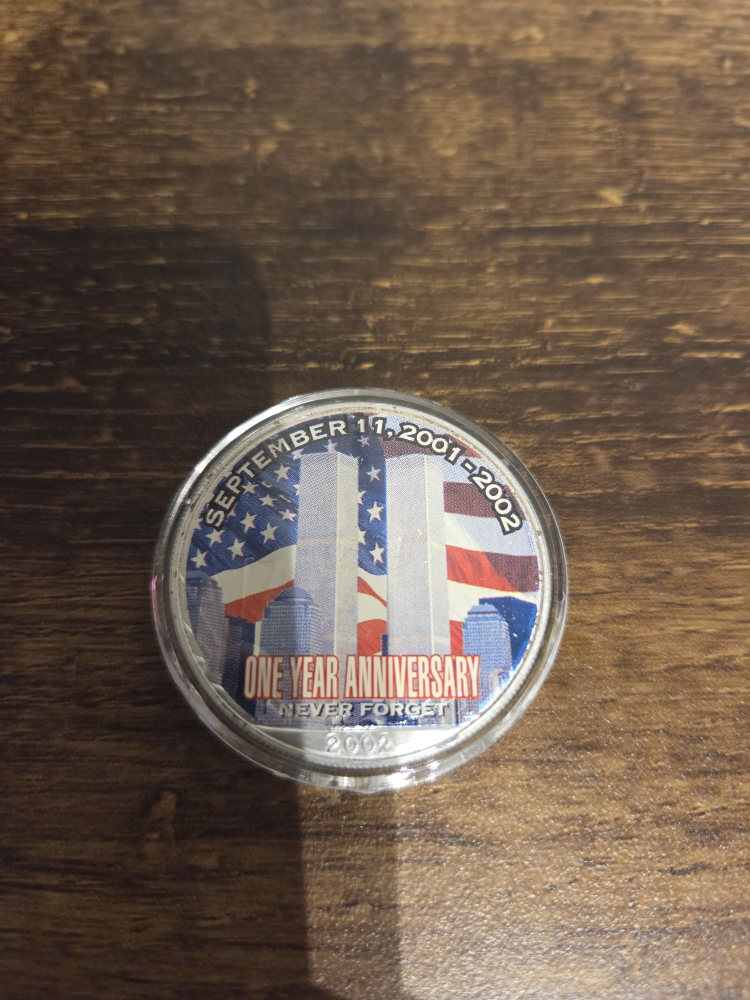 SEPTEMBER 11, 2001 - 2002
ONE YEAR ANNIVERSARY
NEVER FORGET
2002